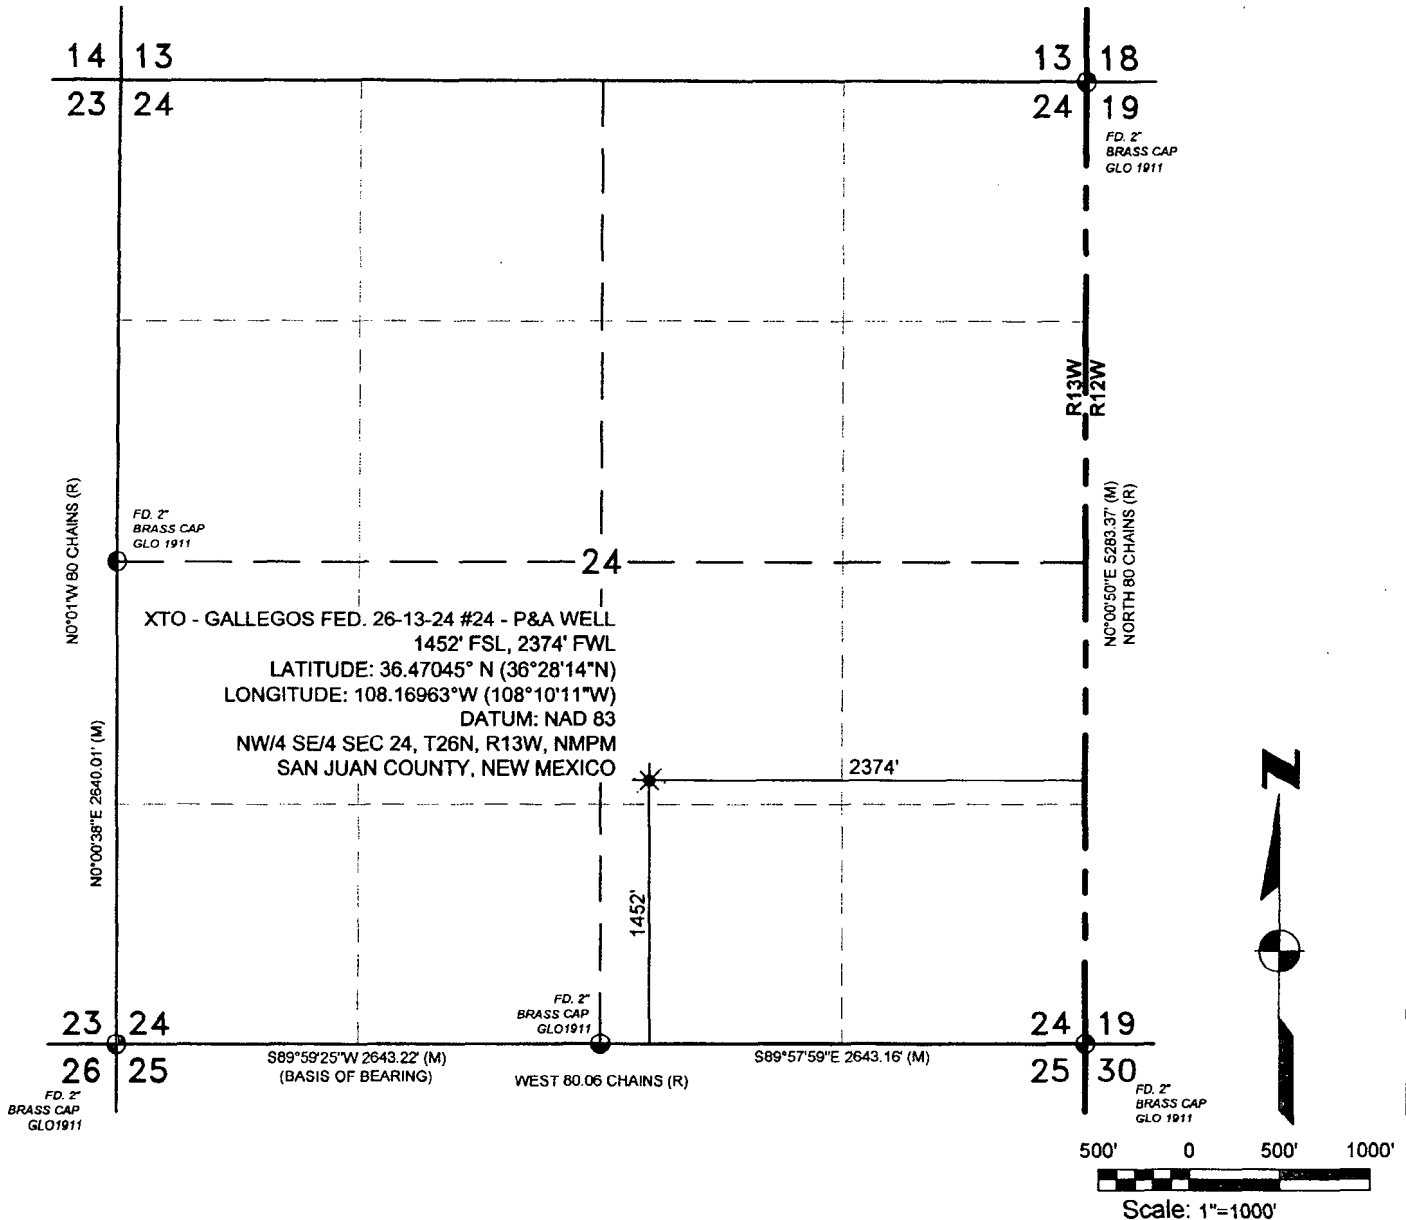 14 13
13 18
23 24
24 19
FD. 2"
BRASS CAP
GLO 1911
R13W
R12W
N0°01'W 80 CHAINS (R)
FD. 2"
BRASS CAP
GLO 1911
N0°00'50"E 5283.37' (M)
NORTH 80 CHAINS (R)
24
XTO - GALLEGOS FED. 26-13-24 #24 - P&A WELL
1452' FSL, 2374' FWL
LATITUDE: 36.47045° N (36°28'14"N)
LONGITUDE: 108.16963°W (108°10'11"W)
DATUM: NAD 83
NW/4 SE/4 SEC 24, T26N, R13W, NMPM
SAN JUAN COUNTY, NEW MEXICO
N0°00'38"E 2640.01' (M)
2374'
N
1452'
FD. 2"
BRASS CAP
GLO1911
23 24
24 19
S89°59'25"W 2643.22' (M)
(BASIS OF BEARING)
WEST 80.06 CHAINS (R)
S89°57'59"E 2643.16' (M)
26 25
25 30
FD. 2"
BRASS CAP
GLO1911
FD. 2"
BRASS CAP
GLO 1911
500' 0 500' 1000'
Scale: 1"=1000'